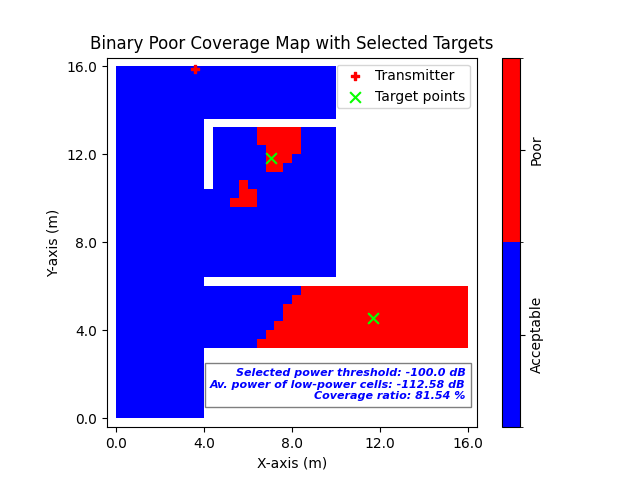 Binary Poor Coverage Map with Selected Targets
Transmitter
Target points
16.0
12.0
8.0
4.0
0.0
Y-axis (m)
Selected power threshold: -100.0 dB
Av. power of low-power cells: -112.58 dB
Coverage ratio: 81.54 %
0.0 4.0 8.0 12.0 16.0
X-axis (m)
Poor
Acceptable